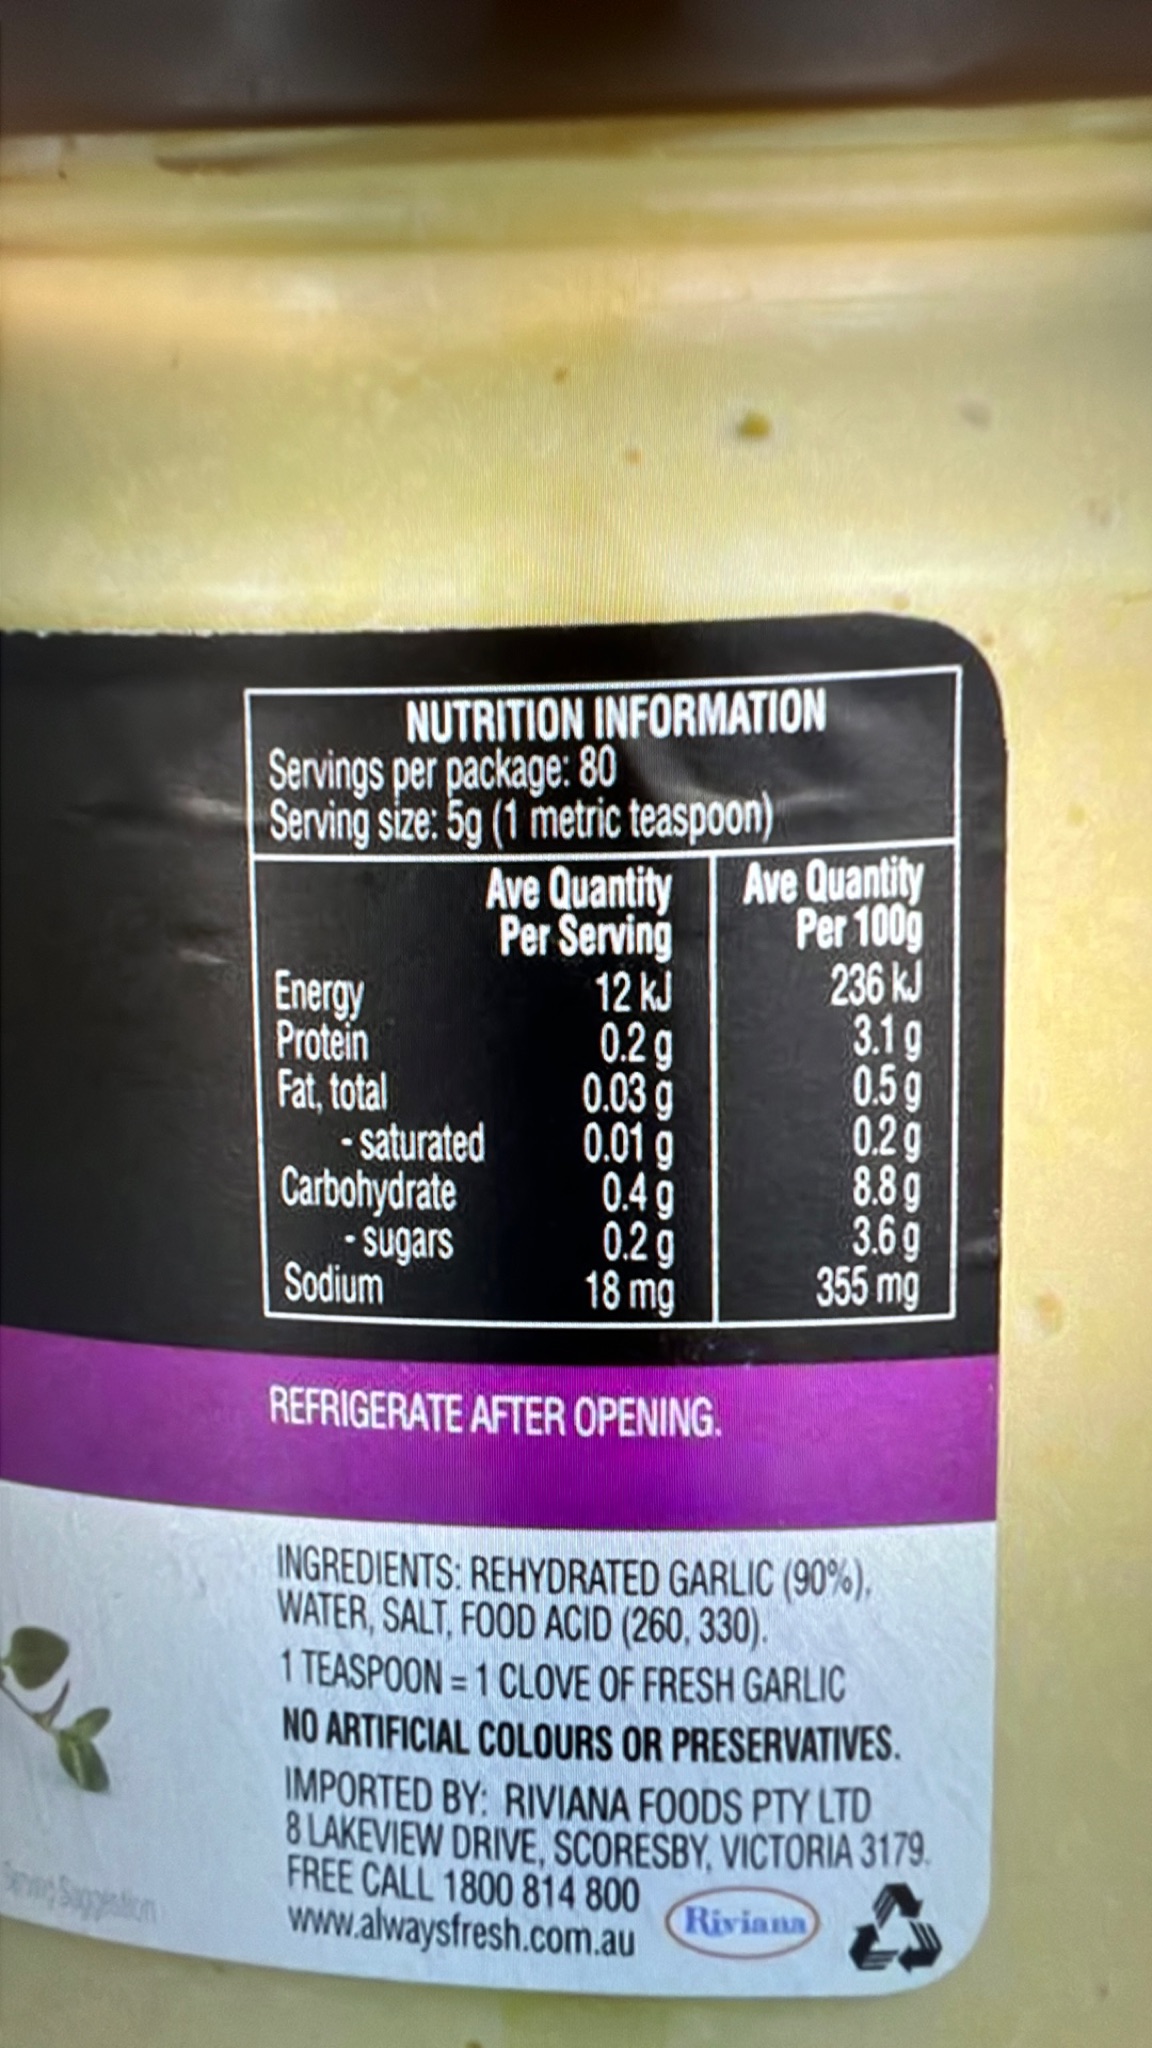 NUTRITION INFORMATION
Servings per package: 80
Serving size: 5g (1 metric teaspoon)
Ave Quantity Per Serving Ave Quantity Per 100g
Energy 12 kJ 236 kJ
Protein 0.2 g 3.1 g
Fat, total 0.03 g 0.5 g
- saturated 0.01 g 0.2 g
Carbohydrate 0.4 g 8.8 g
- sugars 0.2 g 3.6 g
Sodium 18 mg 355 mg
REFRIGERATE AFTER OPENING.
INGREDIENTS: REHYDRATED GARLIC (90%),
WATER, SALT, FOOD ACID (260, 330).
1 TEASPOON = 1 CLOVE OF FRESH GARLIC
NO ARTIFICIAL COLOURS OR PRESERVATIVES.
IMPORTED BY: RIVIANA FOODS PTY LTD
8 LAKEVIEW DRIVE, SCORESBY, VICTORIA 3179.
FREE CALL 1800 814 800
www.alwaysfresh.com.au
Riviana
Serving Suggestion